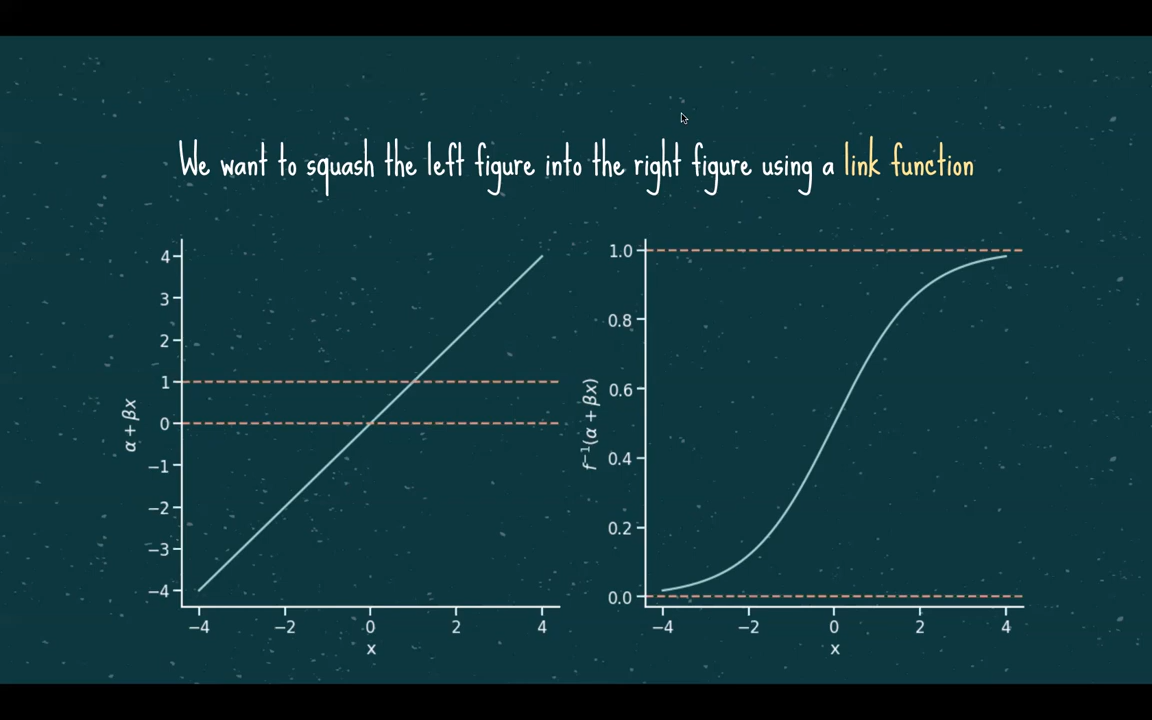 We want to squash the left figure into the right figure using a link function
4
3
2
1
0
−1
−2
−3
−4
α + βx
−4 −2 0 2 4
x
1.0
0.8
0.6
0.4
0.2
0.0
f⁻¹(α + βx)
−4 −2 0 2 4
x